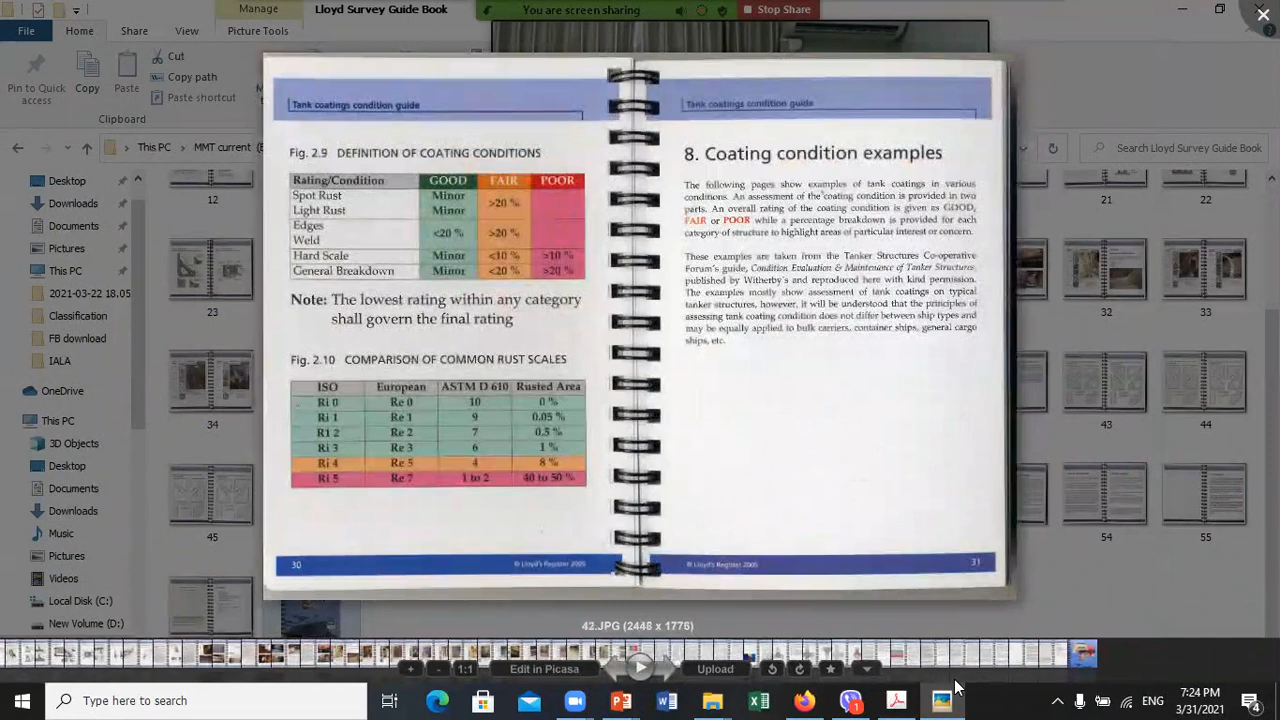 Manage
Lloyd Survey Guide Book
You are screen sharing
Stop Share
File
Home
Share
View
Picture Tools
Pin to Quick access
Copy
Paste
Cut
Copy path
Paste shortcut
Clipboard
This PC
MMT current (E
Search Lloyd Survey Guide Book
Desktop
Downloads
Documents
Pictures
This PC
2021-03-22 18.05
Classification
FB download
IALA
OneDrive
This PC
3D Objects
Desktop
Documents
Downloads
Music
Pictures
Videos
Local Disk (C:)
New Volume (D:)
12
23
34
45
21
22
32
33
43
44
54
55
Tank coatings condition guide
Fig. 2.9 DEFINITION OF COATING CONDITIONS
Rating/Condition GOOD FAIR POOR
Spot Rust Minor >20 %
Light Rust Minor
Edges <20 % >20 %
Weld
Hard Scale Minor <10 % >10 %
General Breakdown Minor <20 % >20 %
Note: The lowest rating within any category
shall govern the final rating
Fig. 2.10 COMPARISON OF COMMON RUST SCALES
ISO European ASTM D 610 Rusted Area
Ri 0 Re 0 10 0 %
Ri 1 Re 1 9 0.05 %
Ri 2 Re 2 7 0.5 %
Ri 3 Re 3 6 1 %
Ri 4 Re 5 4 8 %
Ri 5 Re 7 1 to 2 40 to 50 %
30 © Lloyd's Register 2005
Tank coatings condition guide
8. Coating condition examples
The following pages show examples of tank coatings in various
conditions. An assessment of the coating condition is provided in two
parts. An overall rating of the coating condition is given as GOOD,
FAIR or POOR while a percentage breakdown is provided for each
category of structure to highlight areas of particular interest or concern.
These examples are taken from the Tanker Structures Co-operative
Forum's guide, Condition Evaluation & Maintenance of Tanker Structures,
published by Witherby's and reproduced here with kind permission.
The examples mostly show assessment of tank coatings on typical
tanker structures, however, it will be understood that the principles of
assessing tank coating condition does not differ between ship types and
may be equally applied to bulk carriers, container ships, general cargo
ships, etc.
© Lloyd's Register 2005 31
42.JPG (2448 x 1776)
1:1
Edit in Picasa
Upload
Type here to search
1
ENG
7:24 PM
3/31/2021
4